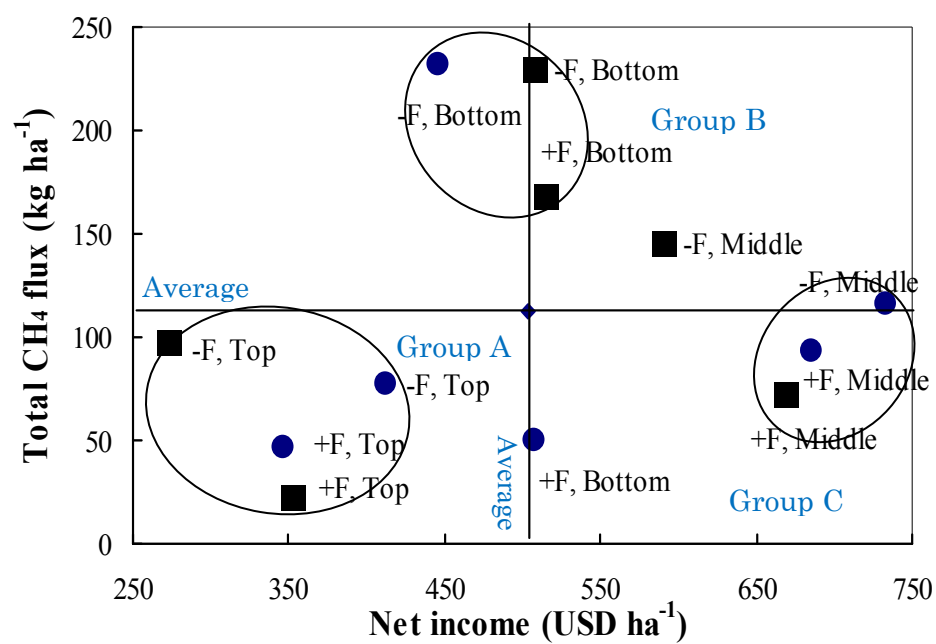 Total CH4 flux (kg ha-1)
250
200
150
100
50
0
-F, Bottom
-F, Bottom
Group B
+F, Bottom
-F, Middle
Average
-F, Middle
-F, Top
Group A
-F, Top
+F, Middle
+F, Middle
+F, Top
+F, Top
Average
+F, Bottom
Group C
250 350 450 550 650 750
Net income (USD ha-1)